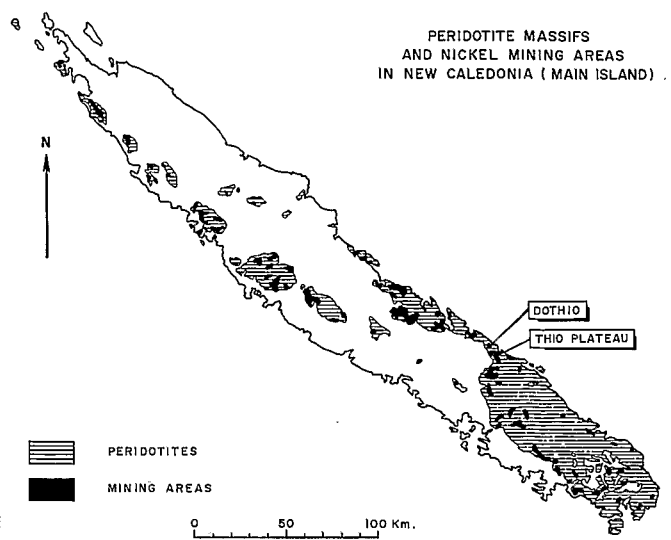 PERIDOTITE MASSIFS
AND NICKEL MINING AREAS
IN NEW CALEDONIA ( MAIN ISLAND ) .
N
DOTHIO
THIO PLATEAU
PERIDOTITES
MINING AREAS
0 50 100 Km.